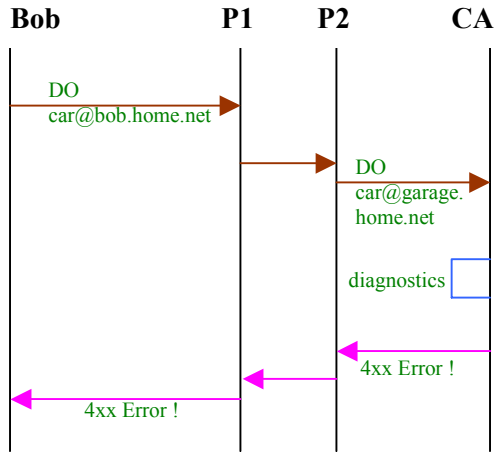 Bob P1 P2 CA
DO
car@bob.home.net
DO
car@garage.
home.net
diagnostics
4xx Error !
4xx Error !